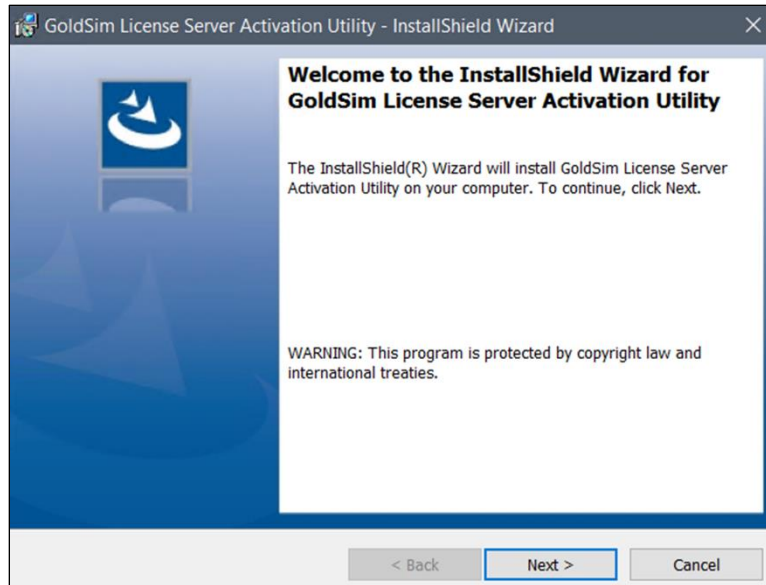 GoldSim License Server Activation Utility - InstallShield Wizard
Welcome to the InstallShield Wizard for
GoldSim License Server Activation Utility
The InstallShield(R) Wizard will install GoldSim License Server
Activation Utility on your computer. To continue, click Next.
WARNING: This program is protected by copyright law and
international treaties.
< Back
Next >
Cancel